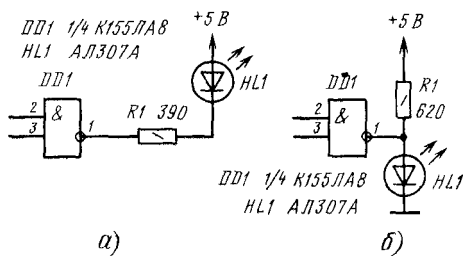 DD1 1/4 К155ЛА8
HL1 АЛ307А
DD1
&
2
3
1
R1 390
+5 В
HL1
а)
+5 В
DD1
&
2
3
1
R1
620
HL1
DD1 1/4 К155ЛА8
HL1 АЛ307А
б)